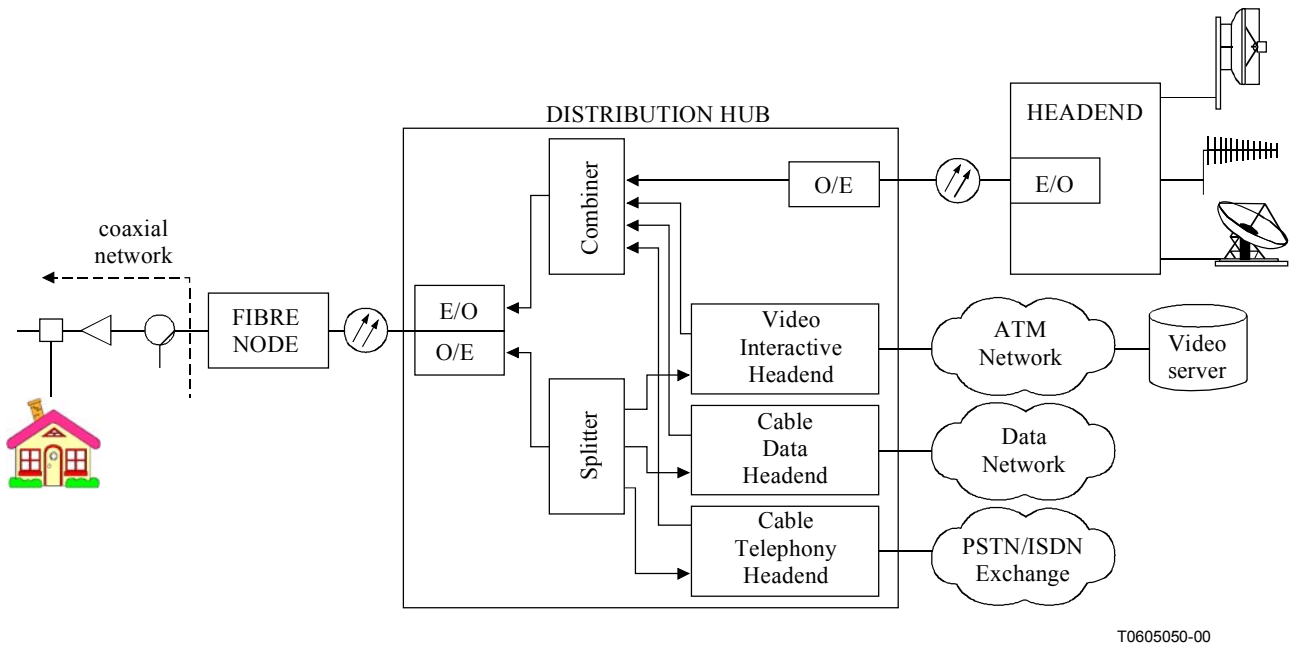 DISTRIBUTION HUB
HEADEND
E/O
O/E
Combiner
coaxial
network
FIBRE
NODE
E/O
O/E
Splitter
Video
Interactive
Headend
ATM
Network
Video
server
Cable
Data
Headend
Data
Network
Cable
Telephony
Headend
PSTN/ISDN
Exchange
T0605050-00